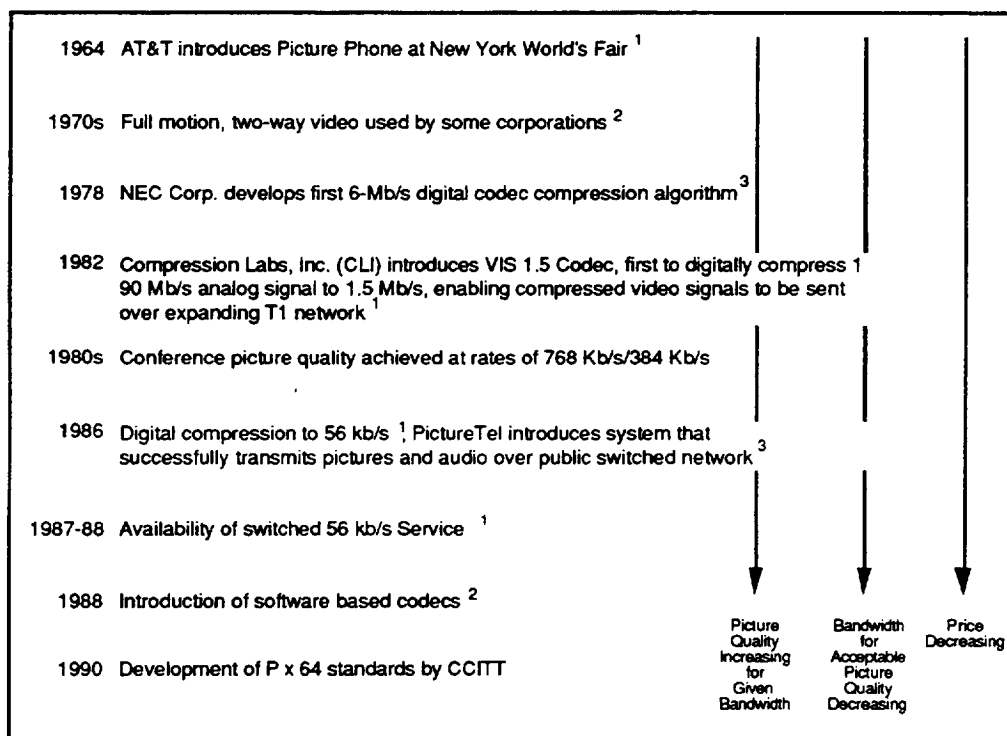 1964 AT&T introduces Picture Phone at New York World's Fair 1
1970s Full motion, two-way video used by some corporations 2
1978 NEC Corp. develops first 6-Mb/s digital codec compression algorithm 3
1982 Compression Labs, Inc. (CLI) introduces VIS 1.5 Codec, first to digitally compress 1
90 Mb/s analog signal to 1.5 Mb/s, enabling compressed video signals to be sent
over expanding T1 network 1
1980s Conference picture quality achieved at rates of 768 Kb/s/384 Kb/s
1986 Digital compression to 56 kb/s 1; PictureTel introduces system that
successfully transmits pictures and audio over public switched network 3
1987-88 Availability of switched 56 kb/s Service 1
1988 Introduction of software based codecs 2
1990 Development of P x 64 standards by CCITT
Picture
Quality
Increasing
for
Given
Bandwidth
Bandwidth
for
Acceptable
Picture
Quality
Decreasing
Price
Decreasing